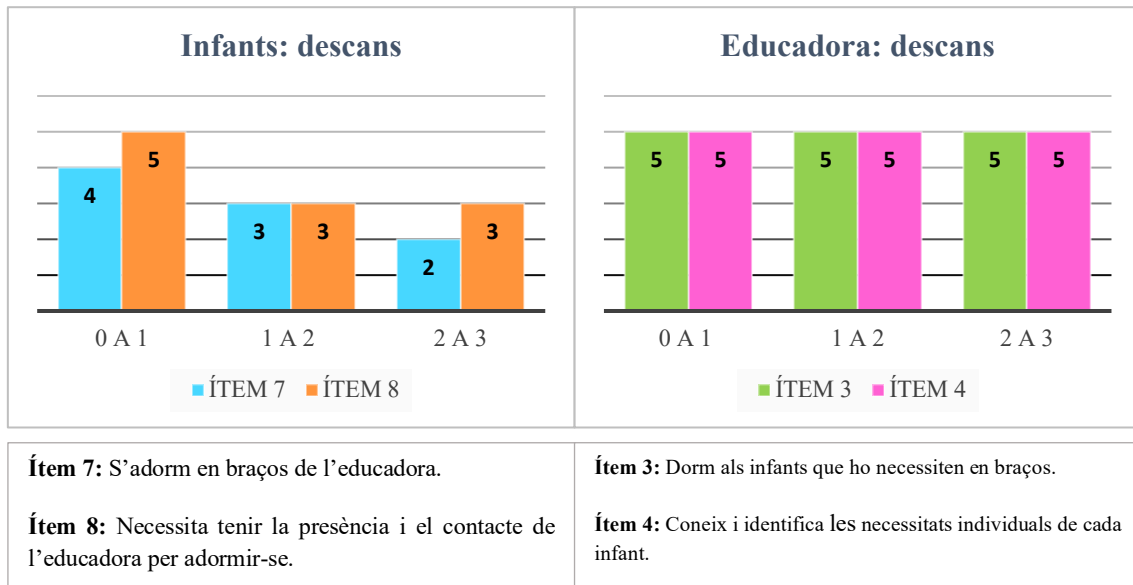 Infants: descans
4
5
3
3
2
3
0 A 1
1 A 2
2 A 3
ÍTEM 7
ÍTEM 8
Educadora: descans
5
5
5
5
5
5
0 A 1
1 A 2
2 A 3
ÍTEM 3
ÍTEM 4
Ítem 7: S’adorm en braços de l’educadora.
Ítem 8: Necessita tenir la presència i el contacte de
l’educadora per adormir-se.
Ítem 3: Dorm als infants que ho necessiten en braços.
Ítem 4: Coneix i identifica les necessitats individuals de cada
infant.